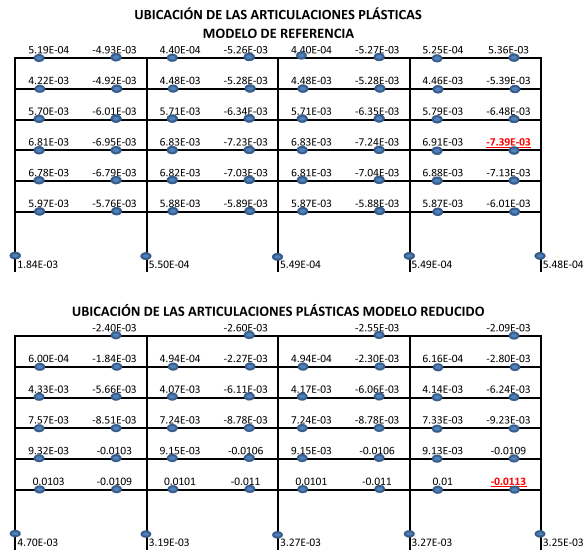 UBICACIÓN DE LAS ARTICULACIONES PLÁSTICAS
MODELO DE REFERENCIA
5.19E-04 -4.93E-03 4.40E-04 -5.26E-03 4.40E-04 -5.27E-03 5.25E-04 5.36E-03
4.22E-03 -4.92E-03 4.48E-03 -5.28E-03 4.48E-03 -5.28E-03 4.46E-03 -5.39E-03
5.70E-03 -6.01E-03 5.71E-03 -6.34E-03 5.71E-03 -6.35E-03 5.79E-03 -6.48E-03
6.81E-03 -6.95E-03 6.83E-03 -7.23E-03 6.83E-03 -7.24E-03 6.91E-03 -7.39E-03
6.78E-03 -6.79E-03 6.82E-03 -7.03E-03 6.81E-03 -7.04E-03 6.88E-03 -7.13E-03
5.97E-03 -5.76E-03 5.88E-03 -5.89E-03 5.87E-03 -5.88E-03 5.87E-03 -6.01E-03
1.84E-03 5.50E-04 5.49E-04 5.49E-04 5.48E-04
UBICACIÓN DE LAS ARTICULACIONES PLÁSTICAS MODELO REDUCIDO
-2.40E-03 -2.60E-03 -2.55E-03 -2.09E-03
6.00E-04 -1.84E-03 4.94E-04 -2.27E-03 4.94E-04 -2.30E-03 6.16E-04 -2.80E-03
4.33E-03 -5.66E-03 4.07E-03 -6.11E-03 4.17E-03 -6.06E-03 4.14E-03 -6.24E-03
7.57E-03 -8.51E-03 7.24E-03 -8.78E-03 7.24E-03 -8.78E-03 7.33E-03 -9.23E-03
9.32E-03 -0.0103 9.15E-03 -0.0106 9.15E-03 -0.0106 9.13E-03 -0.0109
0.0103 -0.0109 0.0101 -0.011 0.0101 -0.011 0.01 -0.0113
4.70E-03 3.19E-03 3.27E-03 3.27E-03 3.25E-03